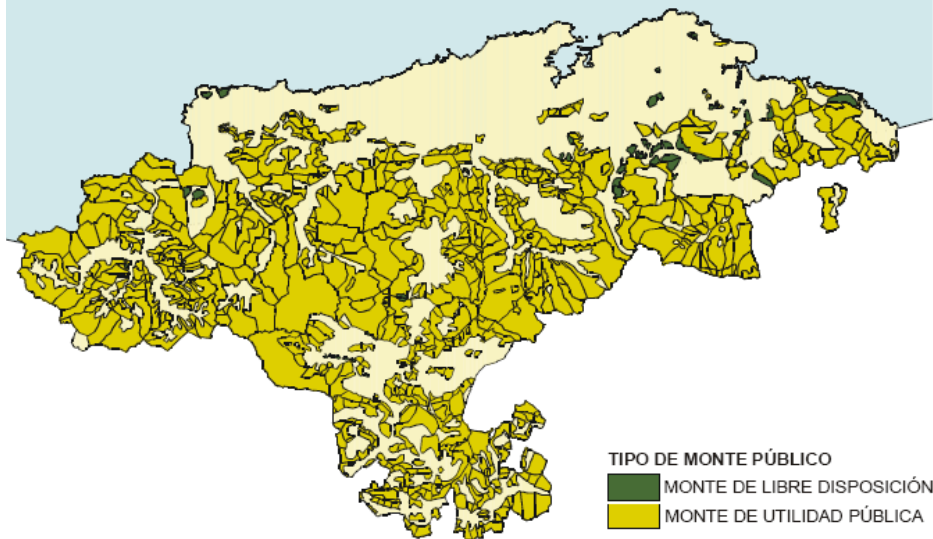 TIPO DE MONTE PÚBLICO
MONTE DE LIBRE DISPOSICIÓN
MONTE DE UTILIDAD PÚBLICA